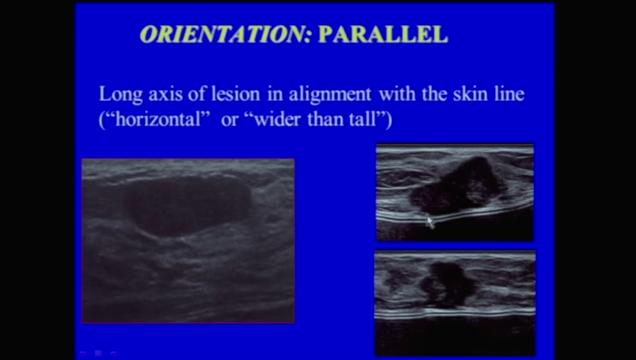 ORIENTATION: PARALLEL
Long axis of lesion in alignment with the skin line
(“horizontal” or “wider than tall”)